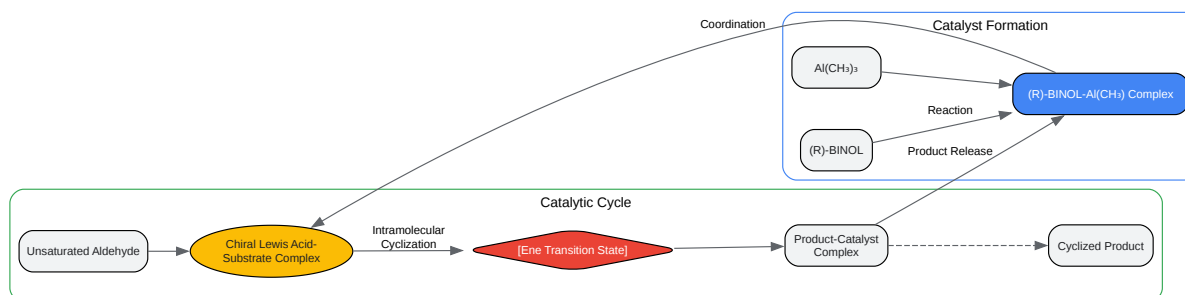 Coordination
Catalyst Formation
Al(CH₃)₃
(R)-BINOL-Al(CH₃) Complex
Reaction
(R)-BINOL
Product Release
Catalytic Cycle
Unsaturated Aldehyde
Chiral Lewis Acid-
Substrate Complex
Intramolecular
Cyclization
[Ene Transition State]
Product-Catalyst
Complex
Cyclized Product